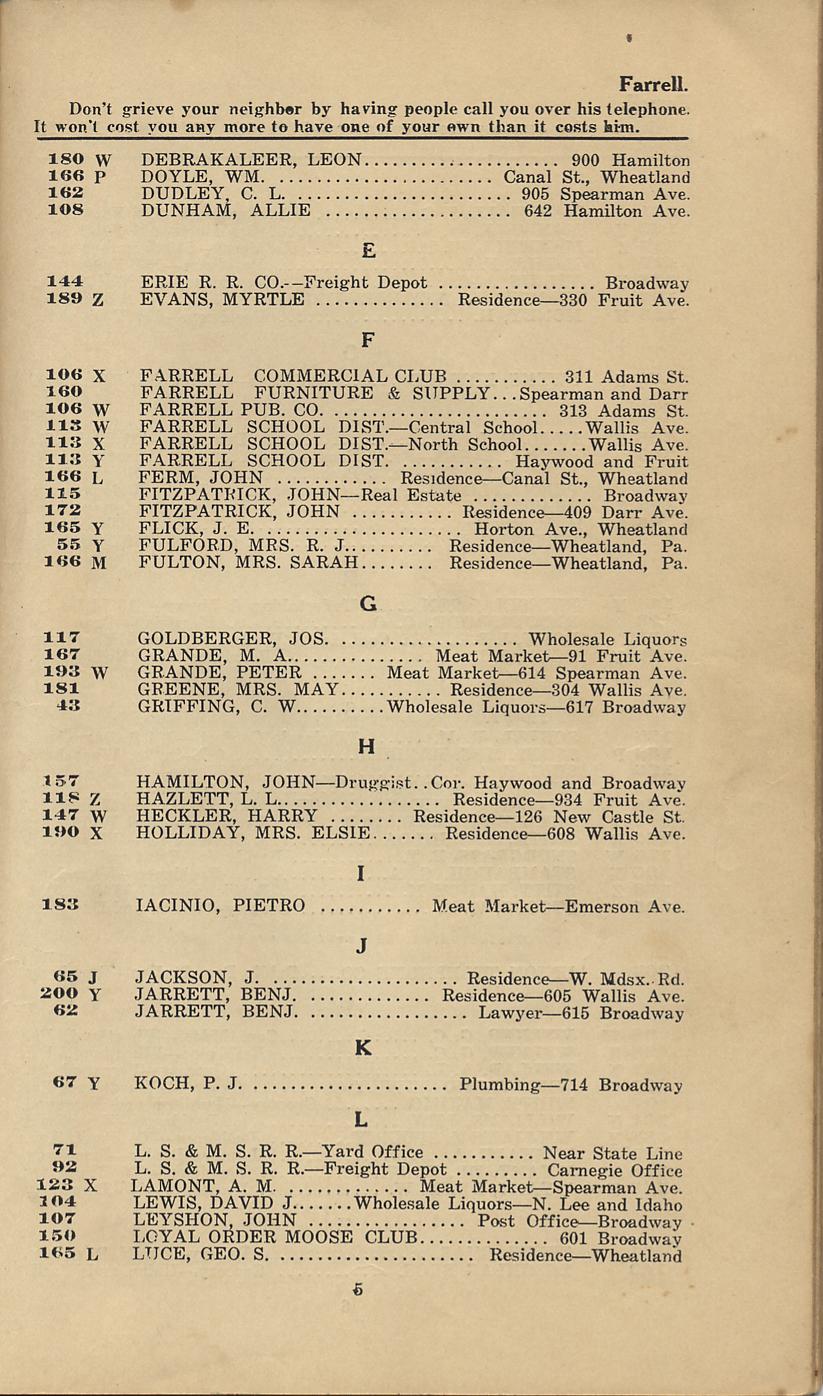 Farrell.
Don't grieve your neighbor by having people call you over his telephone.
It won't cost you any more to have one of your own than it costs him.
180 W DEBRAKALEER, LEON.................... 900 Hamilton
166 P DOYLE, WM. ....................... Canal St., Wheatland
162 DUDLEY, C. L. ....................... 905 Spearman Ave.
108 DUNHAM, ALLIE .................... 642 Hamilton Ave.
E
144 ERIE R. R. CO.--Freight Depot ................. Broadway
189 Z EVANS, MYRTLE .............. Residence—330 Fruit Ave.
F
106 X FARRELL COMMERCIAL CLUB ........... 311 Adams St.
160 FARRELL FURNITURE & SUPPLY...Spearman and Darr
106 W FARRELL PUB. CO. ....................... 313 Adams St.
113 W FARRELL SCHOOL DIST.—Central School.....Wallis Ave.
113 X FARRELL SCHOOL DIST.—North School.......Wallis Ave.
113 Y FARRELL SCHOOL DIST. ........... Haywood and Fruit
166 L FERM, JOHN ............ Residence—Canal St., Wheatland
115 FITZPATRICK, JOHN—Real Estate ............. Broadway
172 FITZPATRICK, JOHN ........... Residence—409 Darr Ave.
165 Y FLICK, J. E. ..................... Horton Ave., Wheatland
55 Y FULFORD, MRS. R. J.......... Residence—Wheatland, Pa.
166 M FULTON, MRS. SARAH........ Residence—Wheatland, Pa.
G
117 GOLDBERGER, JOS. ................... Wholesale Liquors
167 GRANDE, M. A............... Meat Market—91 Fruit Ave.
193 W GRANDE, PETER ....... Meat Market—614 Spearman Ave.
181 GREENE, MRS. MAY........... Residence—304 Wallis Ave.
43 GRIFFING, C. W..........Wholesale Liquors—617 Broadway
H
157 HAMILTON, JOHN—Druggist..Cor. Haywood and Broadway
118 Z HAZLETT, L. L.................. Residence—934 Fruit Ave.
147 W HECKLER, HARRY ........ Residence—126 New Castle St.
190 X HOLLIDAY, MRS. ELSIE....... Residence—608 Wallis Ave.
I
183 IACINIO, PIETRO ........... Meat Market—Emerson Ave.
J
65 J JACKSON, J. .................... Residence—W. Mdsx. Rd.
200 Y JARRETT, BENJ. ............. Residence—605 Wallis Ave.
62 JARRETT, BENJ. ................. Lawyer—615 Broadway
K
67 Y KOCH, P. J. ..................... Plumbing—714 Broadway
L
71 L. S. & M. S. R. R.—Yard Office ........... Near State Line
92 L. S. & M. S. R. R.—Freight Depot ......... Carnegie Office
123 X LAMONT, A. M. ............. Meat Market—Spearman Ave.
104 LEWIS, DAVID J.......Wholesale Liquors—N. Lee and Idaho
107 LEYSHON, JOHN ................. Post Office—Broadway
150 LOYAL ORDER MOOSE CLUB.............. 601 Broadway
165 L LUCE, GEO. S. ..................... Residence—Wheatland
5